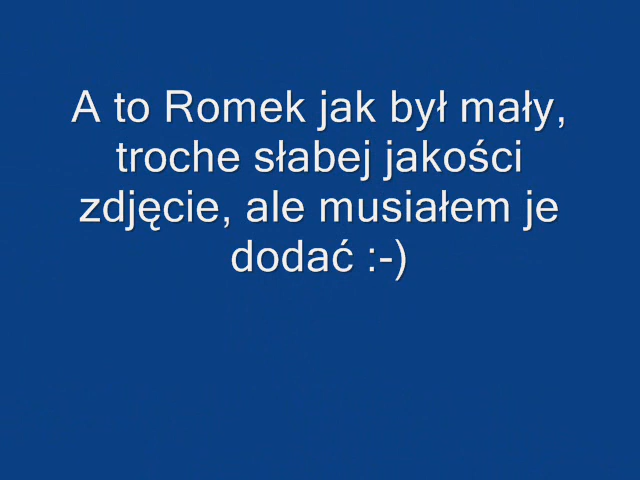 A to Romek jak był mały,
troche słabej jakości
zdjęcie, ale musiałem je
dodać :-)